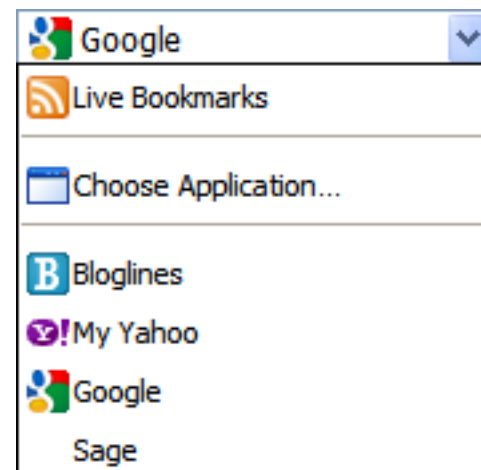 Google
Live Bookmarks
Choose Application...
Bloglines
My Yahoo
Google
Sage